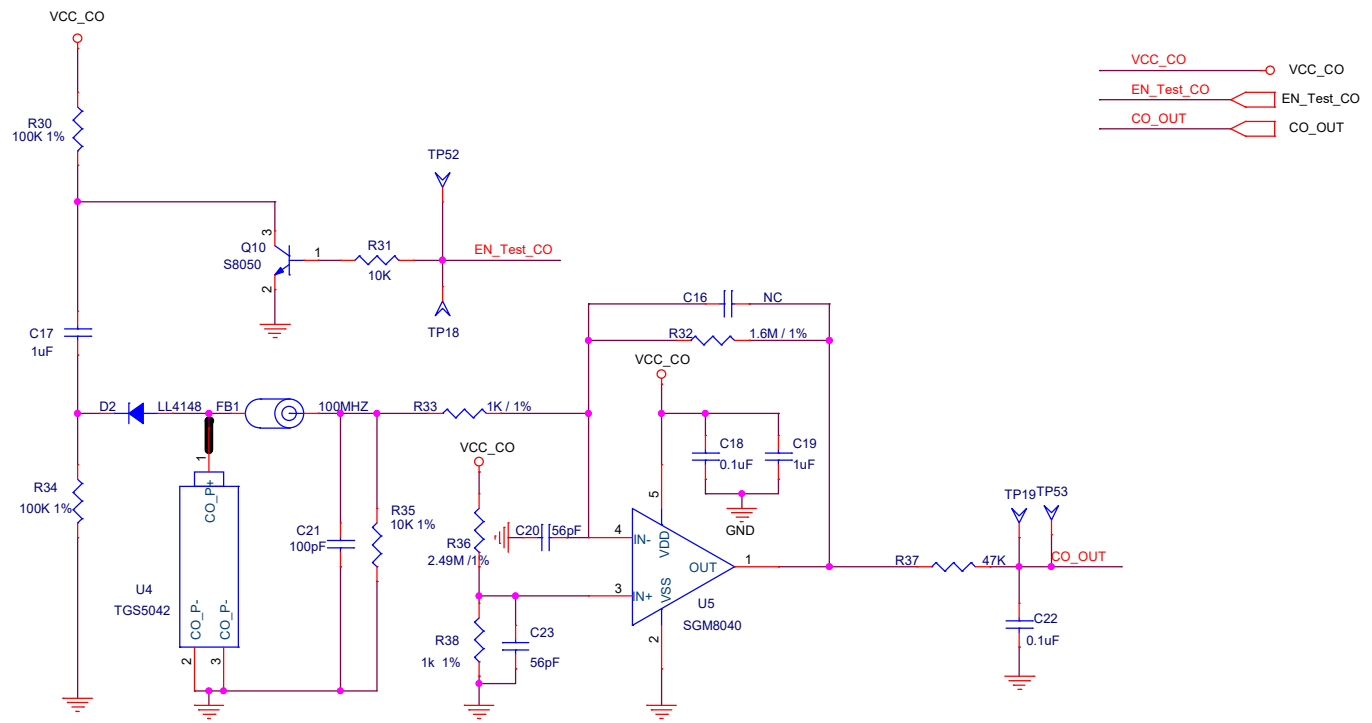 VCC_CO
VCC_CO
VCC_CO
EN_Test_CO
EN_Test_CO
CO_OUT
CO_OUT
R30
100K 1%
TP52
3
Q10
S8050
1
2
R31
10K
EN_Test_CO
TP18
C16
NC
R32
1.6M / 1%
C17
1uF
VCC_CO
D2
LL4148
FB1
100MHZ
R33
1K / 1%
C18
0.1uF
C19
1uF
VCC_CO
1
CO_P+
R34
100K 1%
R35
10K 1%
C21
100pF
R36
2.49M /1%
C20
56pF
5
GND
TP19
TP53
4
IN-
VDD
OUT
1
R37
47K
CO_OUT
U4
TGS5042
CO_P-
CO_P-
2
3
3
IN+
VSS
U5
SGM8040
2
R38
1k 1%
C23
56pF
C22
0.1uF